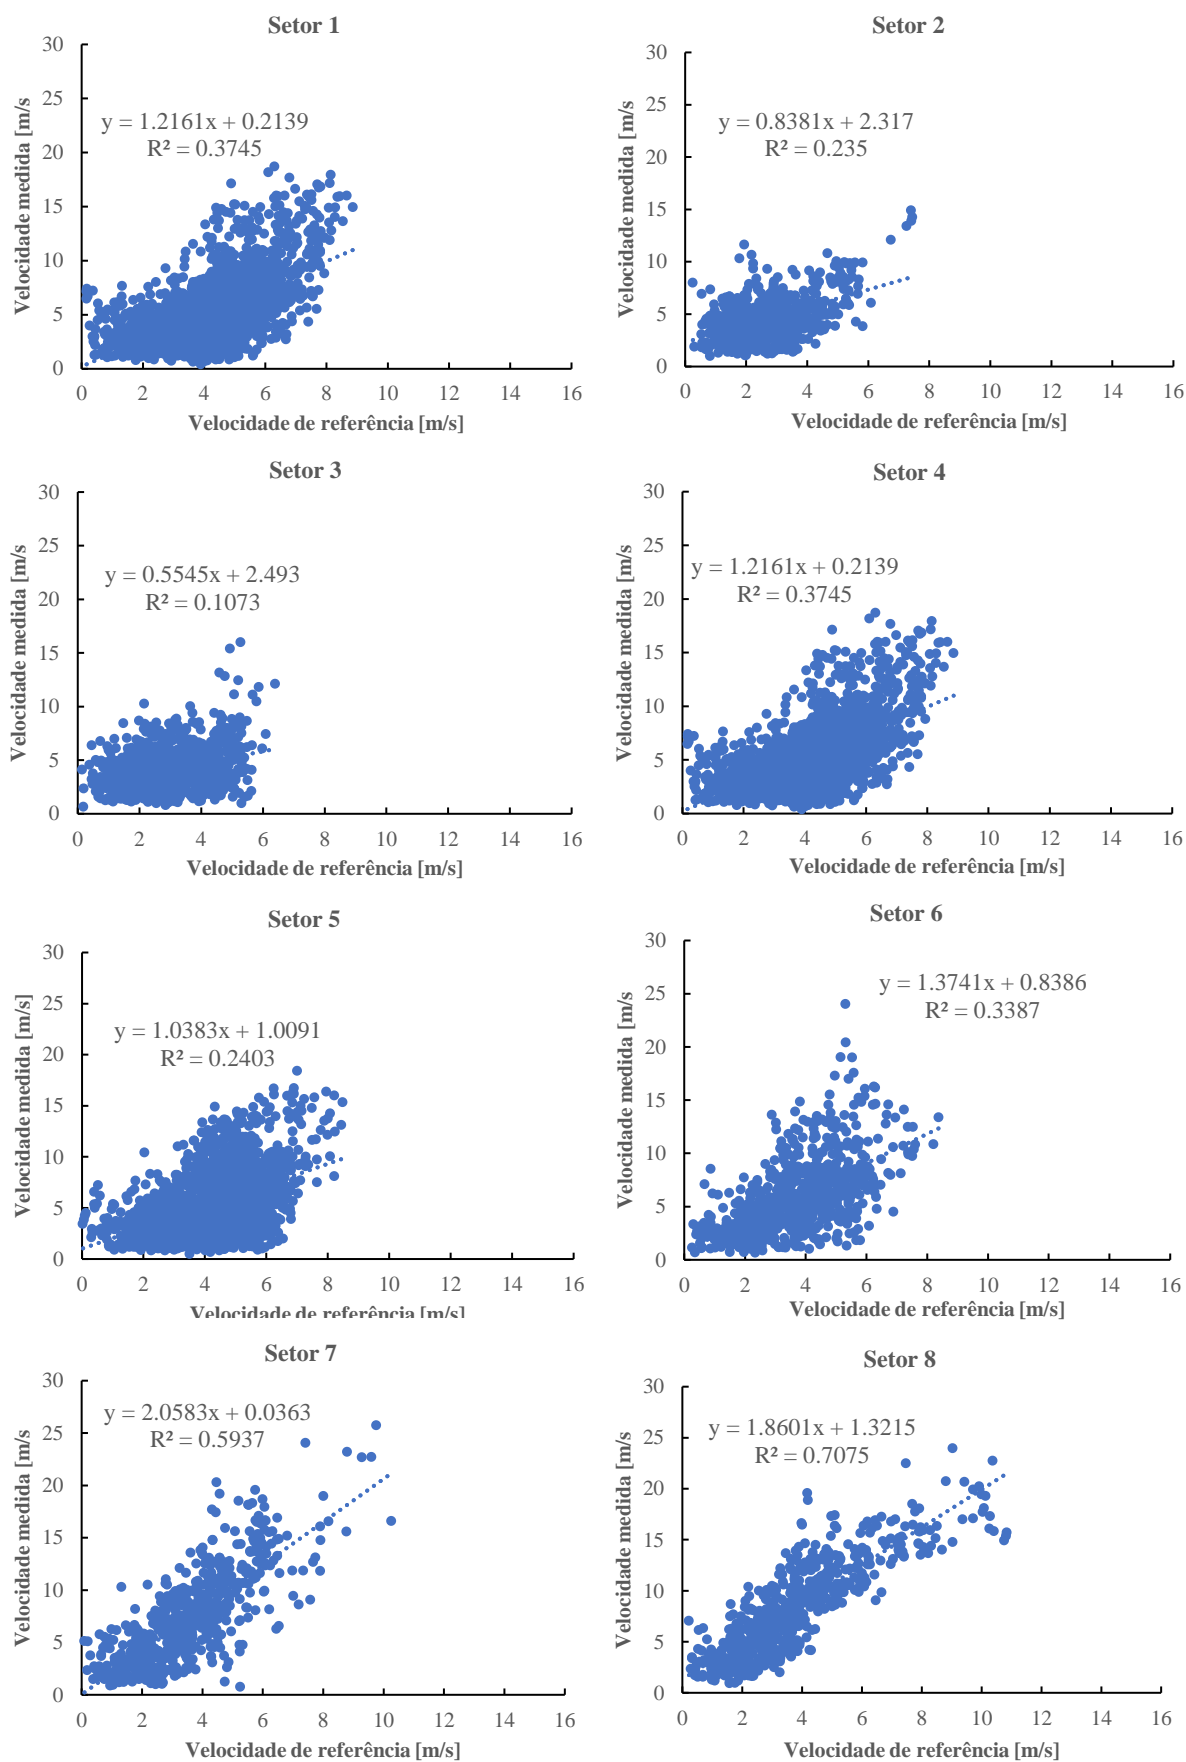 Setor 1
30
25
20
15
10
5
0
Velocidade medida [m/s
y = 1.2161x + 0.2139
R² = 0.3745
0 2 4 6 8 10 12 14 16
Velocidade de referência [m/s]
Setor 2
30
25
20
15
10
5
0
Velocidade medida [m/s
y = 0.8381x + 2.317
R² = 0.235
0 2 4 6 8 10 12 14 16
Velocidade de referência [m/s]
Setor 3
30
25
20
15
10
5
0
Velocidade medida [m/s
y = 0.5545x + 2.493
R² = 0.1073
0 2 4 6 8 10 12 14 16
Velocidade de referência [m/s]
Setor 4
30
25
20
15
10
5
0
Velocidade medida [m/s
y = 1.2161x + 0.2139
R² = 0.3745
0 2 4 6 8 10 12 14 16
Velocidade de referência [m/s]
Setor 5
30
25
20
15
10
5
0
Velocidade medida [m/s]
y = 1.0383x + 1.0091
R² = 0.2403
0 2 4 6 8 10 12 14 16
Velocidade de referência [m/s]
Setor 6
30
25
20
15
10
5
0
Velocidade medida [m/s
y = 1.3741x + 0.8386
R² = 0.3387
0 2 4 6 8 10 12 14 16
Velocidade de referência [m/s]
Setor 7
30
25
20
15
10
5
0
Velocidade medida [m/s
y = 2.0583x + 0.0363
R² = 0.5937
0 2 4 6 8 10 12 14 16
Velocidade de referência [m/s]
Setor 8
30
25
20
15
10
5
0
Velocidade medida [m/s
y = 1.8601x + 1.3215
R² = 0.7075
0 2 4 6 8 10 12 14 16
Velocidade de referência [m/s]